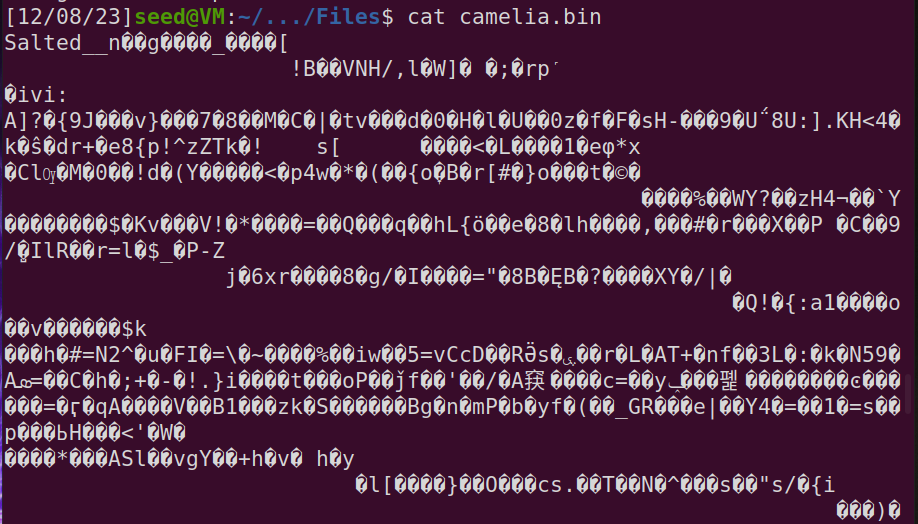 [12/08/23]seed@VM:~/.../Files$ cat camelia.bin
Salted__n��g����_����[
!B��VNH/,l�W]� �;�rp
�ivi:
A]?�{9J���v}���7�8��M�C�|�tv���d�0�H�l�U��0z�f�F�sH-���9�U 8U:].KH<4�
k�ŝ�dr+�e8{p!^zZTk�! s[ ����<�L����1�eφ*x
�Cl �M�0��!d�(Y�����<�p4w�*�(��{o B�r[#�}o���t�©�
����%��WY?��zH4¬��`Y
��������$�Kv���V!�*����=��Q���q��hL{ö��e�8�lh����,���#�r���X��P �C��9
/ IlR��r=l�$_�P-Z
j�6xr����8�g/�I����="�8B�ĘB�?����XY�/|�
�Q!�{:a1����o
��v������$k
���h�#=N2^�u�FI�=\�~����%��iw��5=vCcD��RӚs� ��r�L�AT+�nf��3L�:�k�N59�
A =��C�h�;+�-�!.}i����t���oP��ǰf��'��/�A ����c=��y ��� ��������ͼ���
���=�ӷ�qA����V��B1���zk�S������Bg�n�mP�b�yf�(��_GR���e|��Y4�=��1�=s��
p���ЬH���<'�W�
����*���ASl��vgY��+h�v� h�y
�l[����}��O���cs.��T��N�^���s��"s/�{i
���)�